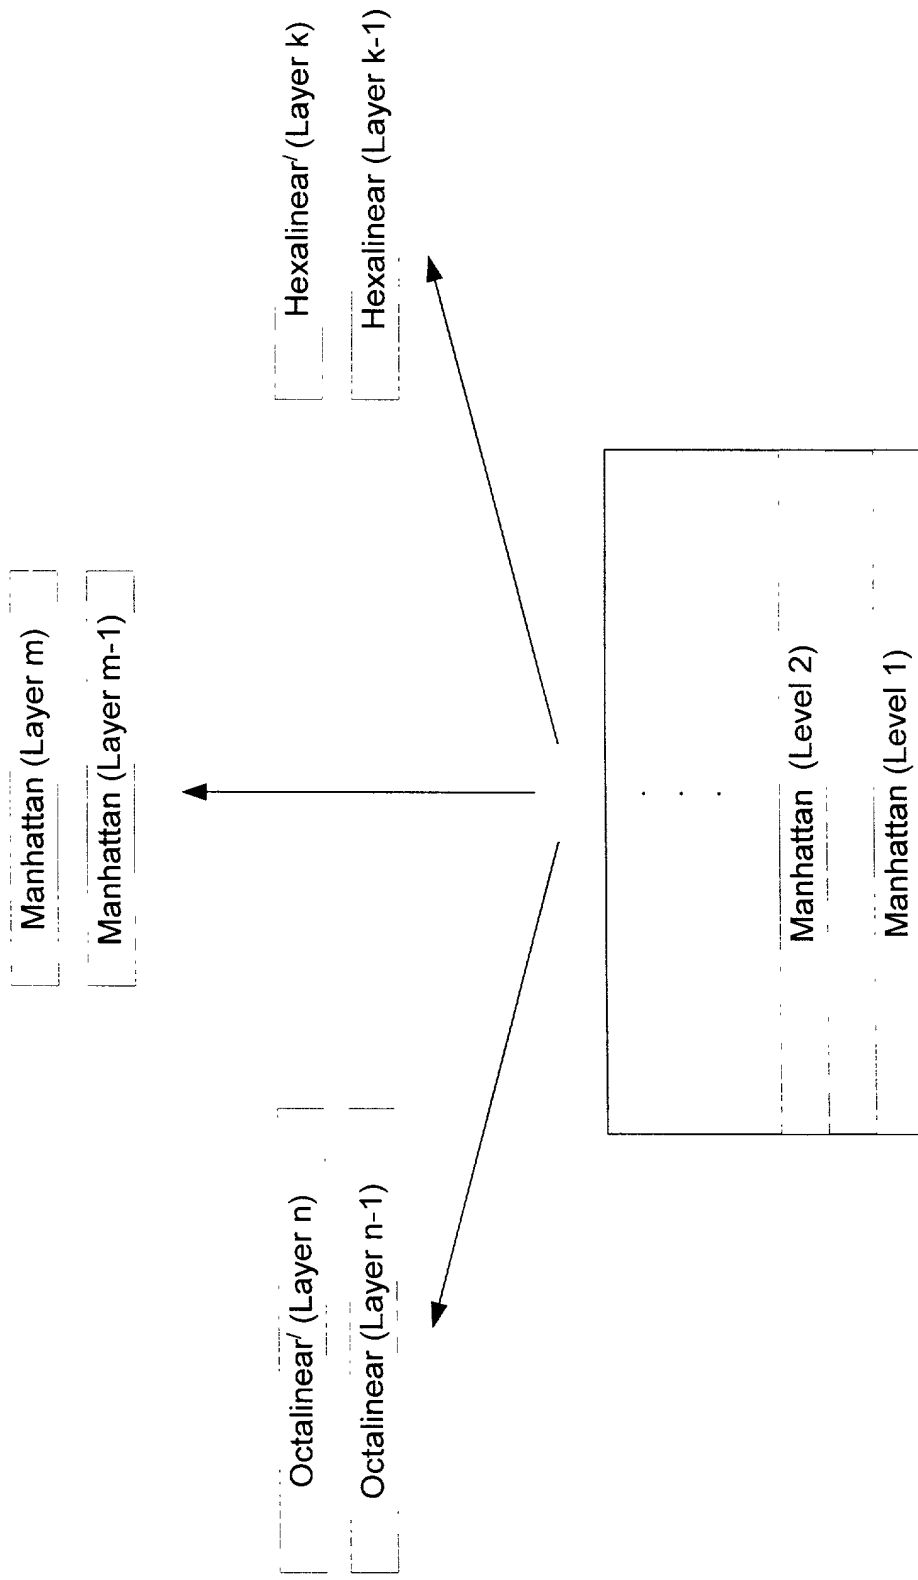 Manhattan (Layer m)
Manhattan (Layer m-1)
Octalinear' (Layer n)
Octalinear (Layer n-1)
Hexalinear' (Layer k)
Hexalinear (Layer k-1)
. . .
Manhattan (Level 2)
Manhattan (Level 1)